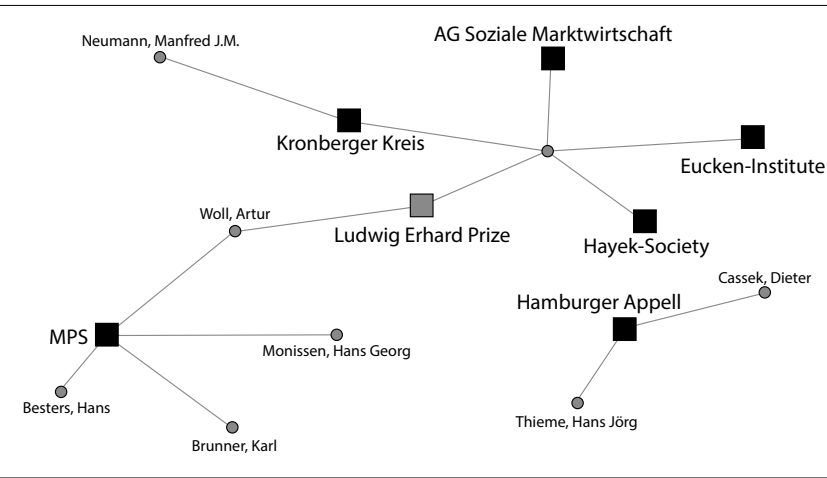 AG Soziale Marktwirtschaft
Neumann, Manfred J.M.
Kronberger Kreis
Eucken-Institute
Woll, Artur
Ludwig Erhard Prize
Hayek-Society
Cassek, Dieter
Hamburger Appell
MPS
Monissen, Hans Georg
Besters, Hans
Thieme, Hans Jörg
Brunner, Karl